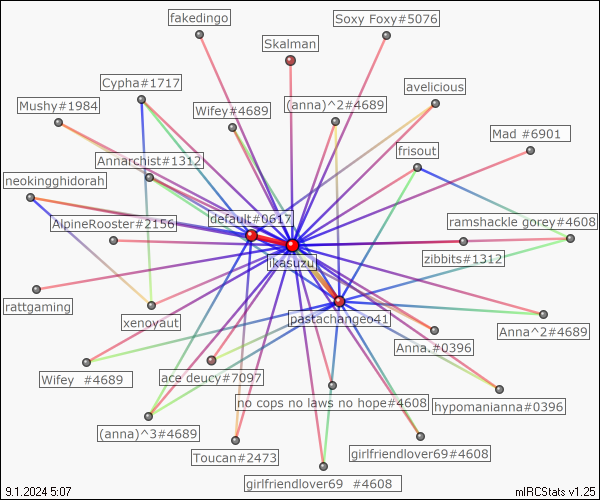 fakedingo
Soxy Foxy#5076
Skalman
Cypha#1717
avelicious
Mushy#1984
Wifey#4689
(anna)^2#4689
Mad #6901
frisout
Annarchist#1312
neokingghidorah
default#0617
AlpineRooster#2156
ramshackle gorey#4608
ikasuzu
zibbits#1312
rattgaming
xenoyaut
pastachangeo41
Anna^2#4689
Anna.#0396
Wifey #4689
ace deucy#7097
no cops no laws no hope#4608
hypomanianna#0396
(anna)^3#4689
Toucan#2473
girlfriendlover69#4608
girlfriendlover69 #4608
9.1.2024 5:07
mIRCStats v1.25